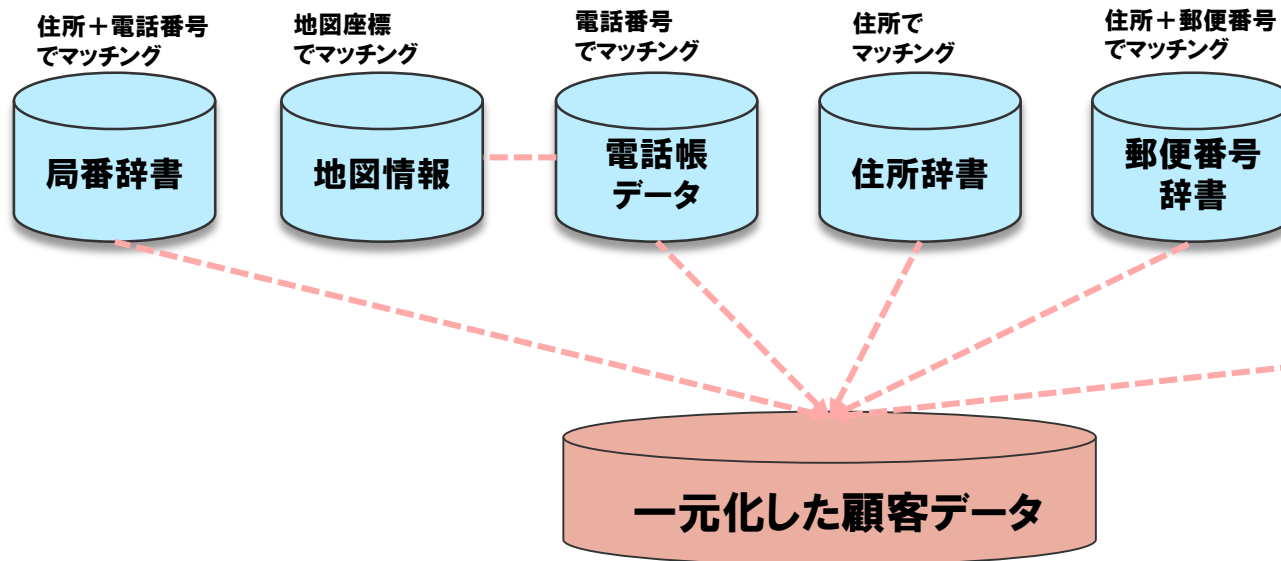 住所＋電話番号
でマッチング
地図座標
でマッチング
電話番号
でマッチング
住所で
マッチング
住所＋郵便番号
でマッチング
局番辞書
地図情報
電話帳
データ
住所辞書
郵便番号
辞書
一元化した顧客データ